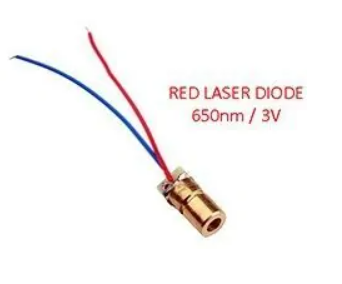 RED LASER DIODE
650nm / 3V